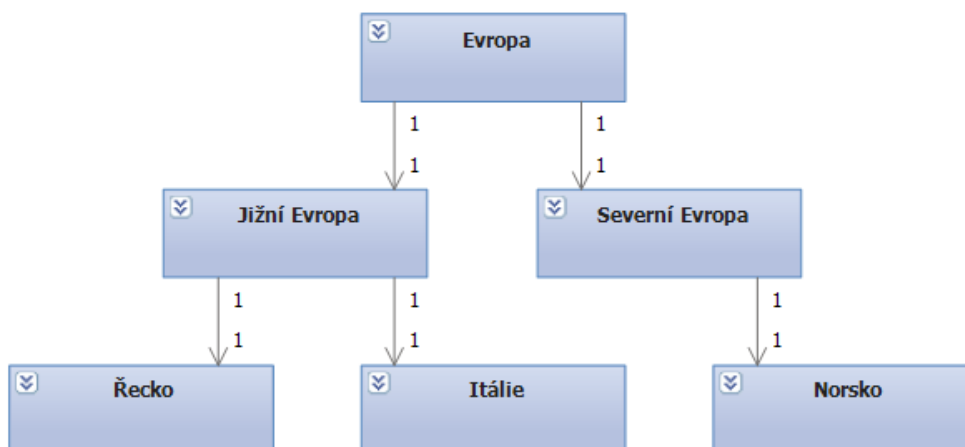 Evropa
1 1
1 1
Jižní Evropa Severní Evropa
1 1 1
1 1 1
Řecko Itálie Norsko